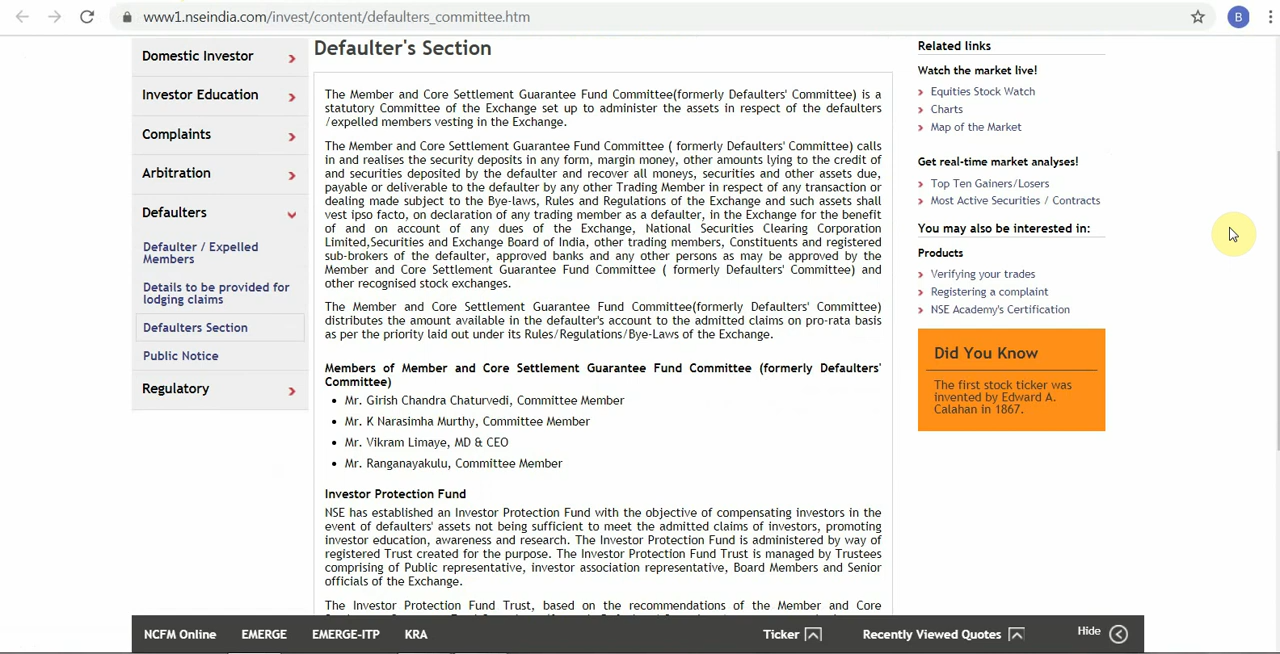 www1.nseindia.com/invest/content/defaulters_committee.htm
B
Domestic Investor
Investor Education
Complaints
Arbitration
Defaulters
Defaulter / Expelled
Members
Details to be provided for
lodging claims
Defaulters Section
Public Notice
Regulatory
Defaulter's Section
The Member and Core Settlement Guarantee Fund Committee(formerly Defaulters' Committee) is a
statutory Committee of the Exchange set up to administer the assets in respect of the defaulters
/expelled members vesting in the Exchange.
The Member and Core Settlement Guarantee Fund Committee ( formerly Defaulters' Committee) calls
in and realises the security deposits in any form, margin money, other amounts lying to the credit of
and securities deposited by the defaulter and recover all moneys, securities and other assets due,
payable or deliverable to the defaulter by any other Trading Member in respect of any transaction or
dealing made subject to the Bye-laws, Rules and Regulations of the Exchange and such assets shall
vest ipso facto, on declaration of any trading member as a defaulter, in the Exchange for the benefit
of and on account of any dues of the Exchange, National Securities Clearing Corporation
Limited,Securities and Exchange Board of India, other trading members, Constituents and registered
sub-brokers of the defaulter, approved banks and any other persons as may be approved by the
Member and Core Settlement Guarantee Fund Committee ( formerly Defaulters' Committee) and
other recognised stock exchanges.
The Member and Core Settlement Guarantee Fund Committee(formerly Defaulters' Committee)
distributes the amount available in the defaulter's account to the admitted claims on pro-rata basis
as per the priority laid out under its Rules/Regulations/Bye-Laws of the Exchange.
Members of Member and Core Settlement Guarantee Fund Committee (formerly Defaulters'
Committee)
• Mr. Girish Chandra Chaturvedi, Committee Member
• Mr. K Narasimha Murthy, Committee Member
• Mr. Vikram Limaye, MD & CEO
• Mr. Ranganayakulu, Committee Member
Investor Protection Fund
NSE has established an Investor Protection Fund with the objective of compensating investors in the
event of defaulters' assets not being sufficient to meet the admitted claims of investors, promoting
investor education, awareness and research. The Investor Protection Fund is administered by way of
registered Trust created for the purpose. The Investor Protection Fund Trust is managed by Trustees
comprising of Public representative, investor association representative, Board Members and Senior
officials of the Exchange.
The Investor Protection Fund Trust, based on the recommendations of the Member and Core
Related links
Watch the market live!
Equities Stock Watch
Charts
Map of the Market
Get real-time market analyses!
Top Ten Gainers/Losers
Most Active Securities / Contracts
You may also be interested in:
Products
Verifying your trades
Registering a complaint
NSE Academy's Certification
Did You Know
The first stock ticker was
invented by Edward A.
Calahan in 1867.
NCFM Online EMERGE EMERGE-ITP KRA Ticker Recently Viewed Quotes Hide